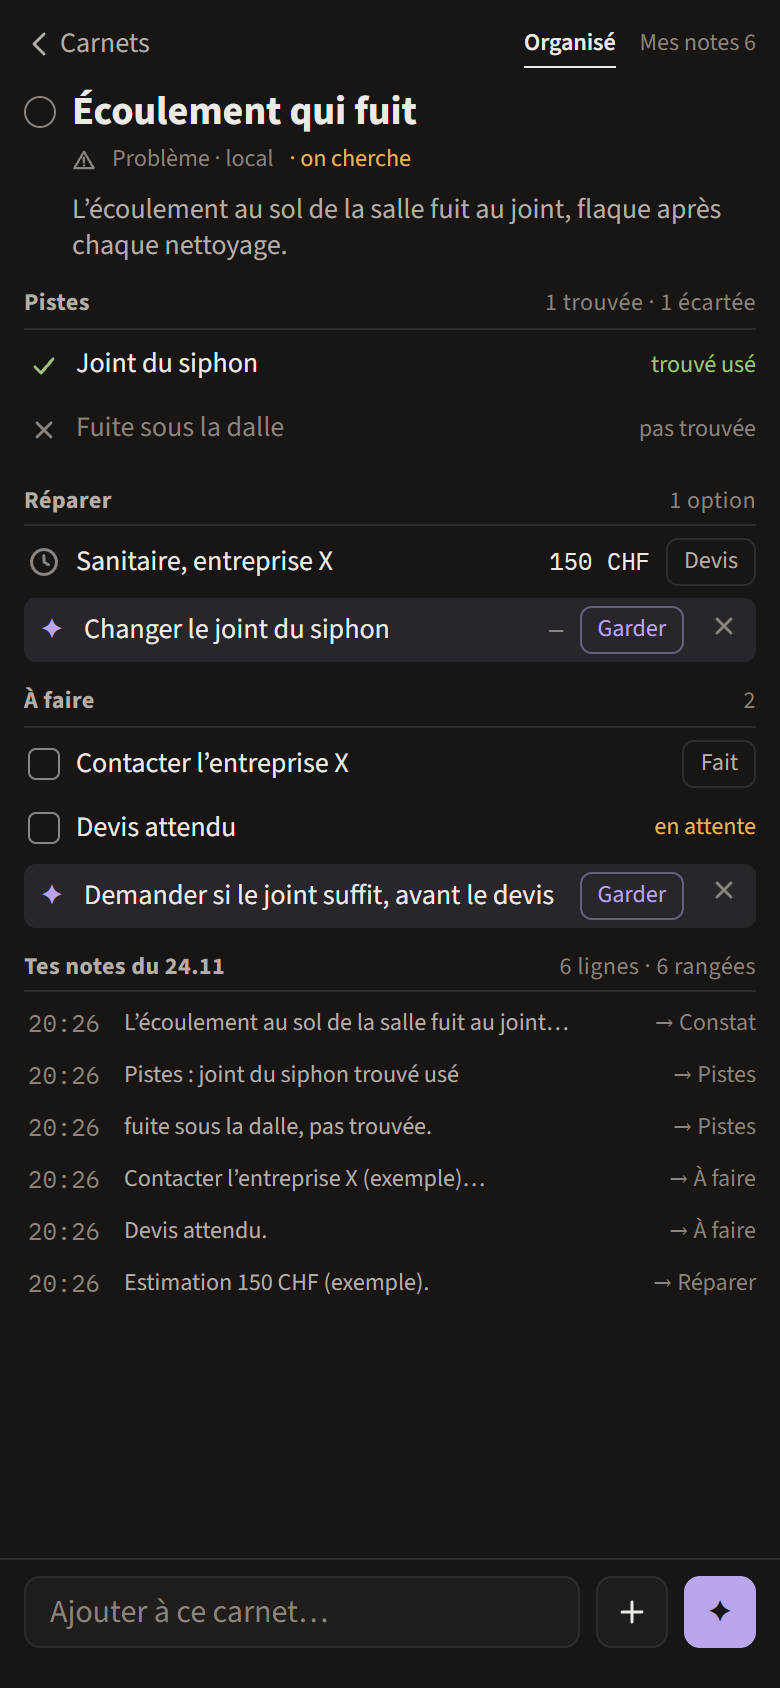 Carnets
Organisé
Mes notes 6
Écoulement qui fuit
Problème · local · on cherche
L’écoulement au sol de la salle fuit au joint, flaque après
chaque nettoyage.
Pistes
1 trouvée · 1 écartée
Joint du siphon
trouvé usé
Fuite sous la dalle
pas trouvée
Réparer
1 option
Sanitaire, entreprise X
150 CHF
Devis
Changer le joint du siphon
–
Garder
À faire
2
Contacter l’entreprise X
Fait
Devis attendu
en attente
Demander si le joint suffit, avant le devis
Garder
Tes notes du 24.11
6 lignes · 6 rangées
20:26 L’écoulement au sol de la salle fuit au joint… → Constat
20:26 Pistes : joint du siphon trouvé usé → Pistes
20:26 fuite sous la dalle, pas trouvée. → Pistes
20:26 Contacter l’entreprise X (exemple)… → À faire
20:26 Devis attendu. → À faire
20:26 Estimation 150 CHF (exemple). → Réparer
Ajouter à ce carnet…